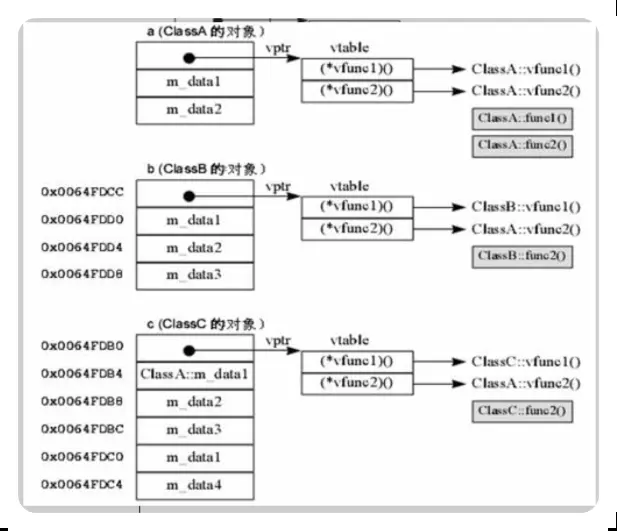 a (ClassA 的对象)
vptr vtable
(*vfunc1)() ClassA::vfunc1()
m_data1 (*vfunc2)() ClassA::vfunc2()
m_data2 ClassA::func1()
ClassA::func2()
b (ClassB 的对象)
0x0064FDCC vptr vtable
(*vfunc1)() ClassB::vfunc1()
0x0064FDD0 m_data1 (*vfunc2)() ClassA::vfunc2()
0x0064FDD4 m_data2 ClassB::func2()
0x0064FDD8 m_data3
c (ClassC 的对象)
0x0064FDB0 vptr vtable
(*vfunc1)() ClassC::vfunc1()
0x0064FDB4 ClassA::m_data1 (*vfunc2)() ClassA::vfunc2()
0x0064FDB8 m_data2 ClassC::func2()
0x0064FDBC m_data3
0x0064FDC0 m_data1
0x0064FDC4 m_data4